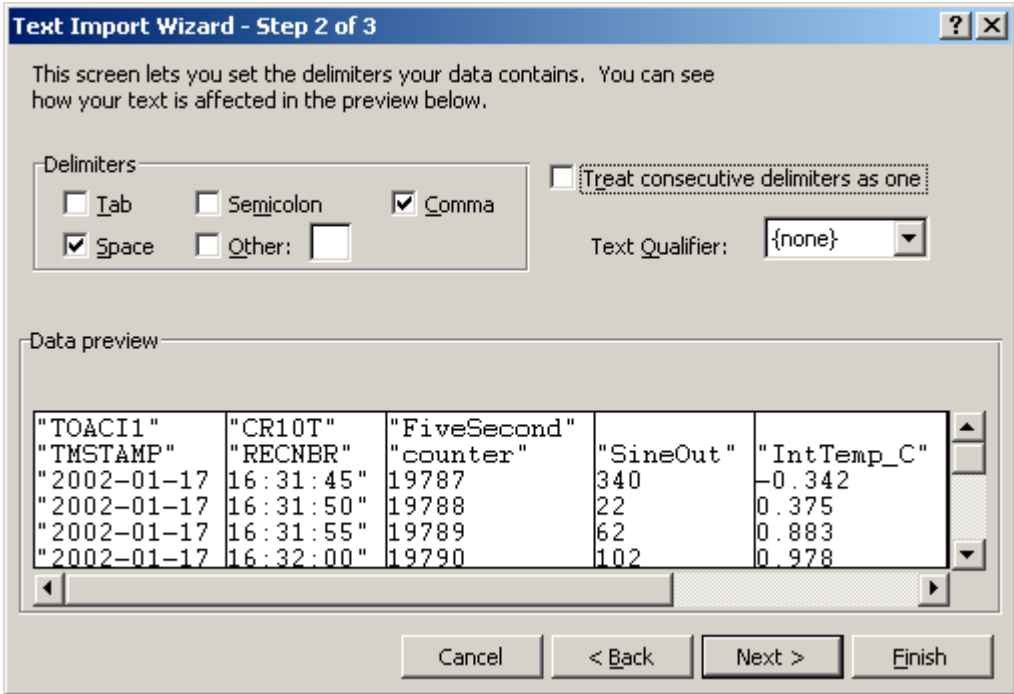 Text Import Wizard - Step 2 of 3
This screen lets you set the delimiters your data contains. You can see
how your text is affected in the preview below.
Delimiters
Tab Semicolon Comma
Space Other:
Treat consecutive delimiters as one
Text Qualifier: {none}
Data preview
"TOACI1" "CR10T" "FiveSecond"
"TMSTAMP" "RECNBR" "counter" "SineOut" "IntTemp_C"
"2002-01-17 16:31:45" 19787 340 -0.342
"2002-01-17 16:31:50" 19788 22 0.375
"2002-01-17 16:31:55" 19789 62 0.883
"2002-01-17 16:32:00" 19790 102 0.978
Cancel < Back Next > Finish